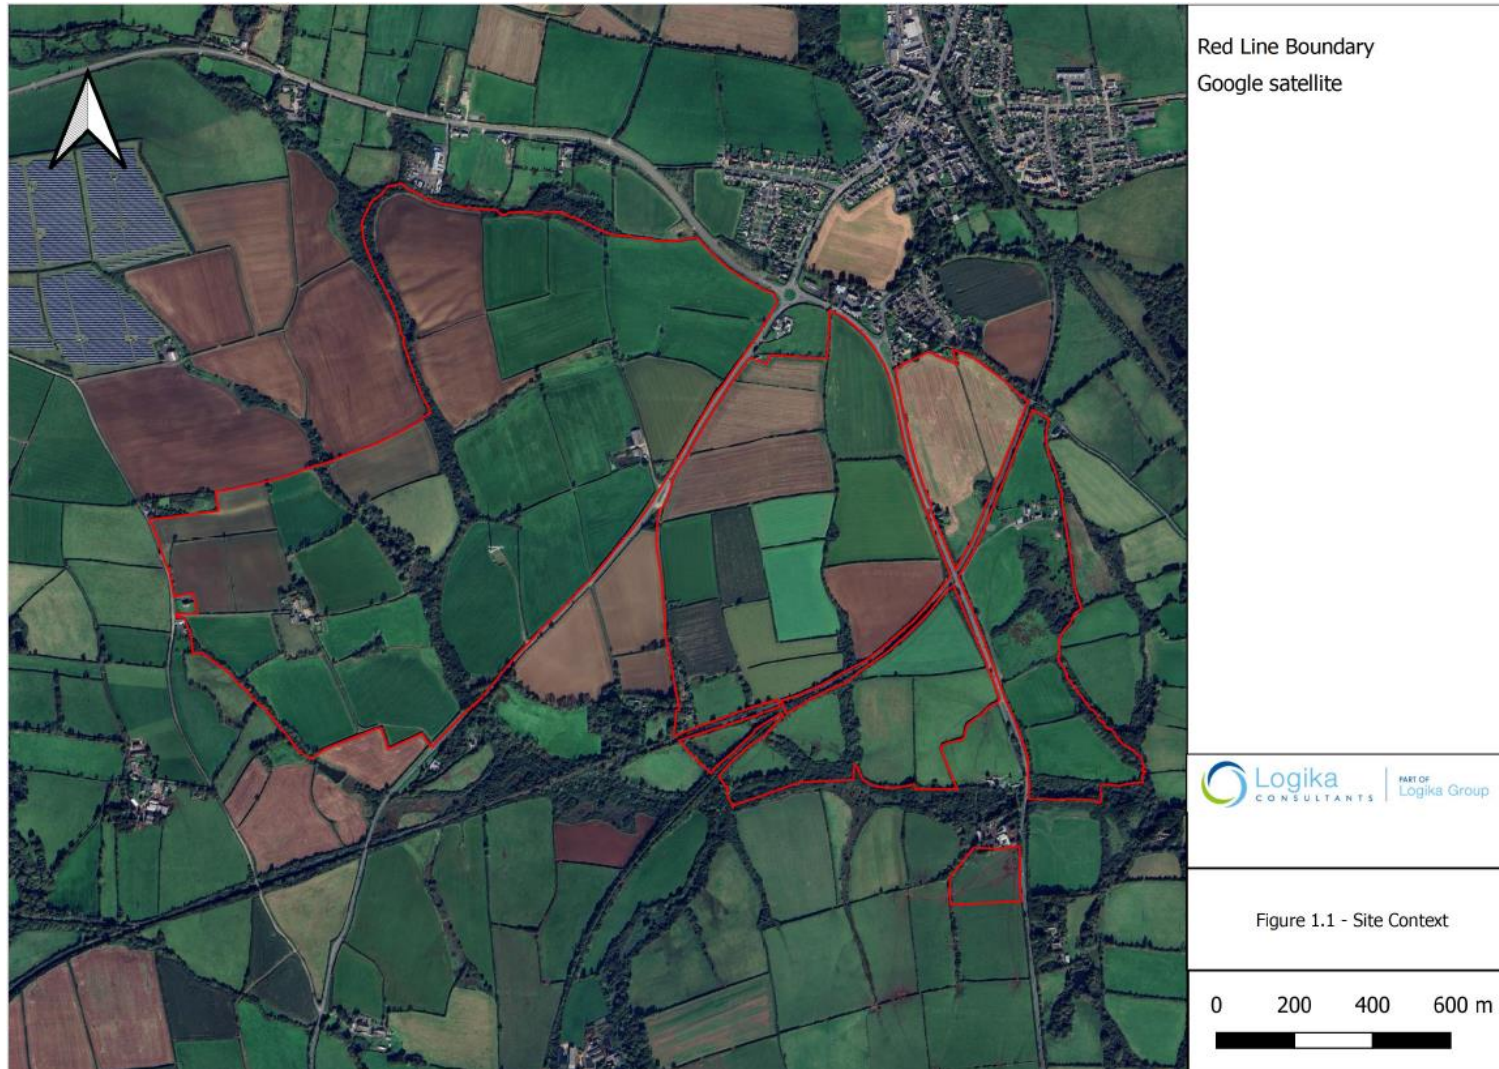 Red Line Boundary
Google satellite
Logika
CONSULTANTS
PART OF
Logika Group
Figure 1.1 - Site Context
0 200 400 600 m